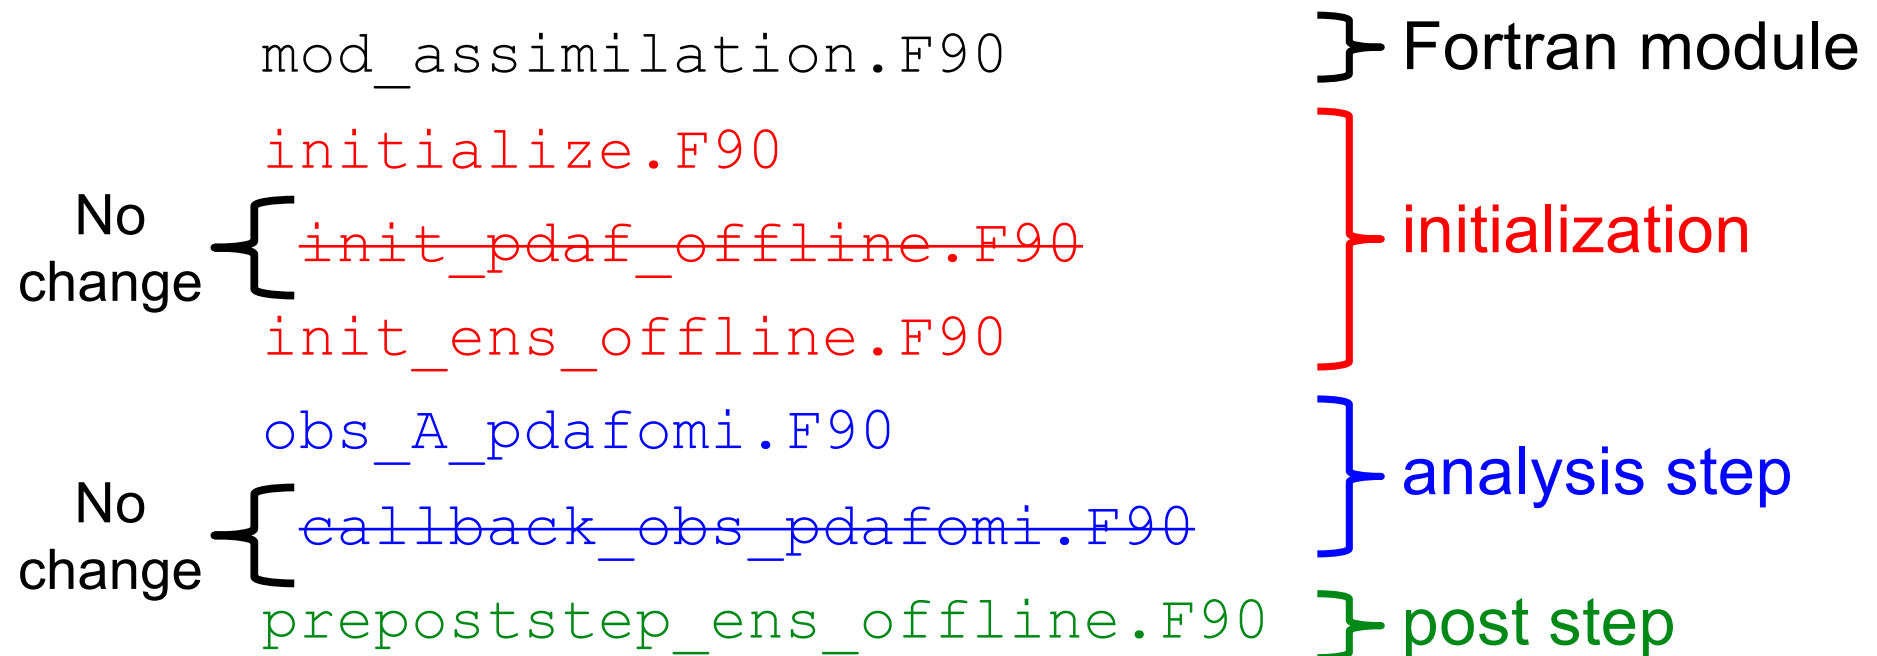 mod_assimilation.F90
Fortran module
initialize.F90
No
change
init_pdaf_offline.F90
initialization
init_ens_offline.F90
obs_A_pdafomi.F90
analysis step
No
change
callback_obs_pdafomi.F90
prepoststep_ens_offline.F90
post step